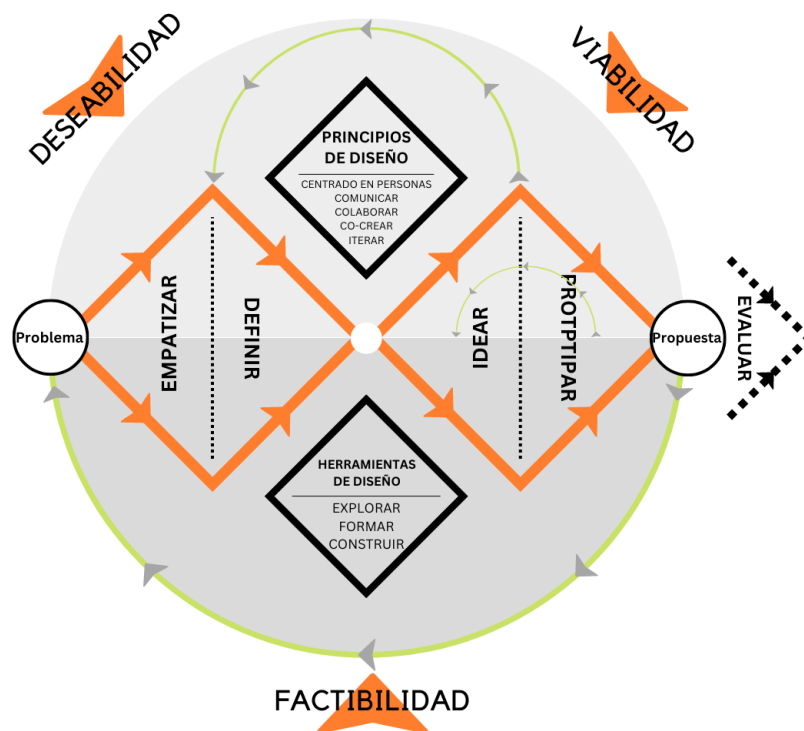 DESEABILIDAD
VIABILIDAD
PRINCIPIOS
DE DISEÑO
CENTRADO EN PERSONAS
COMUNICAR
COLABORAR
CO-CREAR
ITERAR
Problema
EMPATIZAR
DEFINIR
IDEAR
PROTPTIPAR
Propuesta
EVALUAR
HERRAMIENTAS
DE DISEÑO
EXPLORAR
FORMAR
CONSTRUIR
FACTIBILIDAD